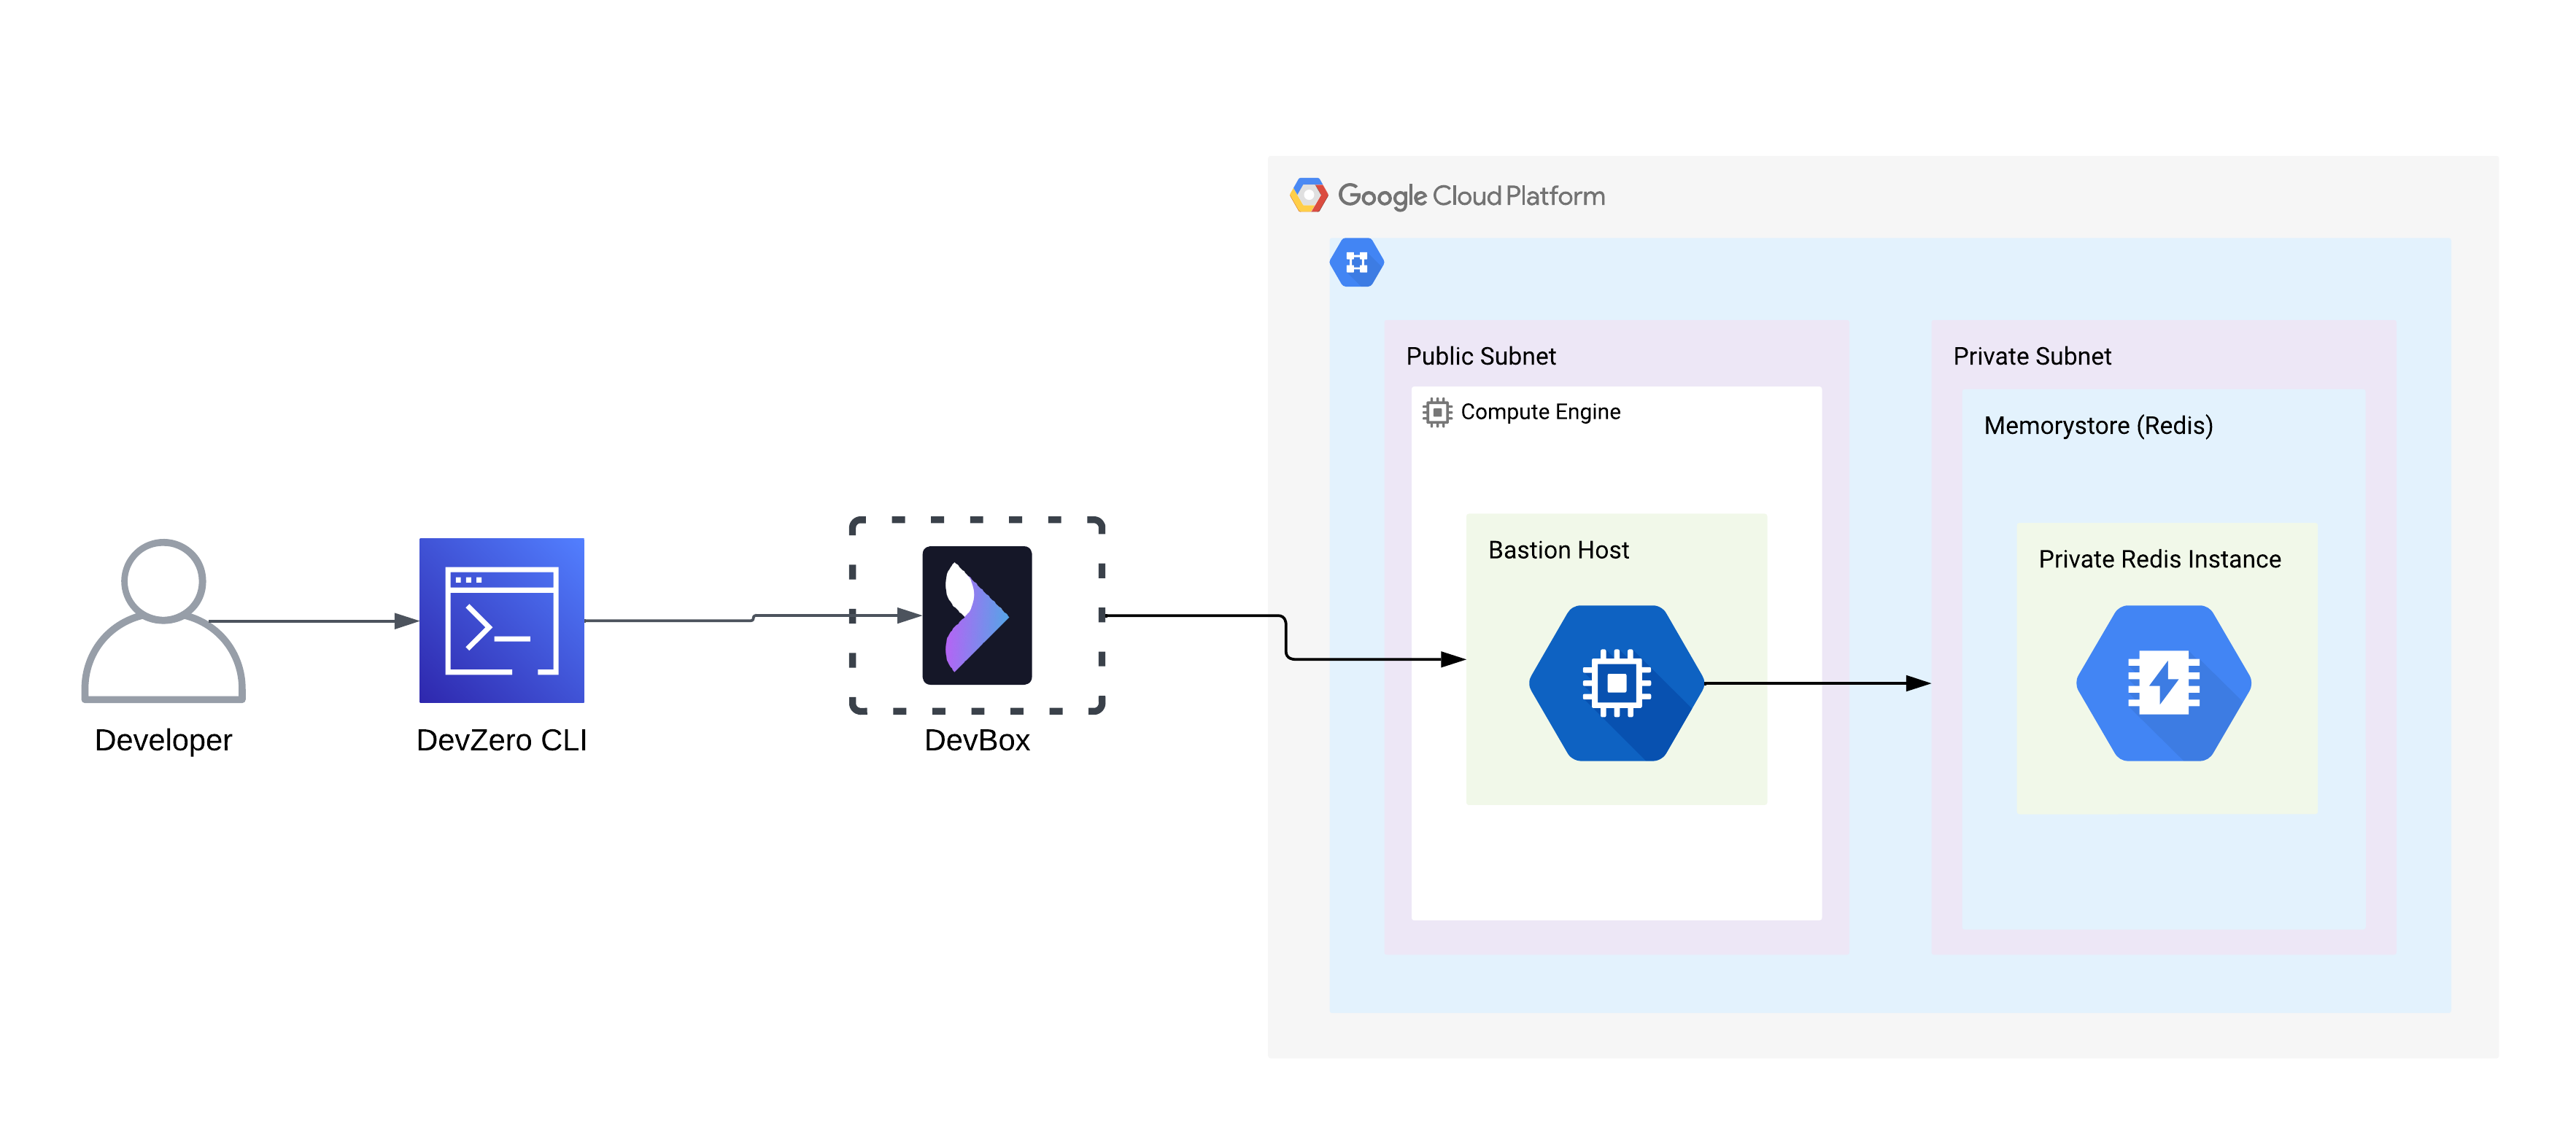 Google Cloud Platform
Public Subnet
Private Subnet
Compute Engine
Memorystore (Redis)
Bastion Host
Private Redis Instance
Developer
DevZero CLI
DevBox